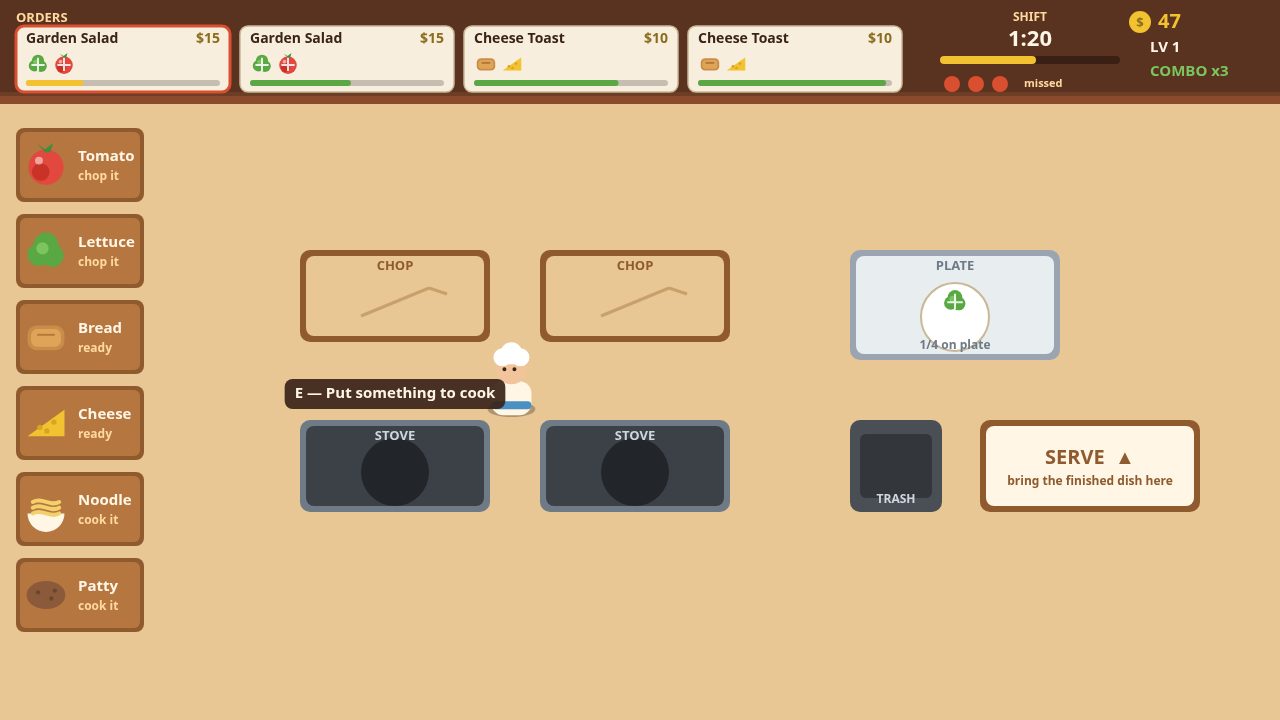 ORDERS
Garden Salad $15
Garden Salad $15
Cheese Toast $10
Cheese Toast $10
SHIFT
1:20
missed
$ 47
LV 1
COMBO x3
Tomato
chop it
Lettuce
chop it
Bread
ready
Cheese
ready
Noodle
cook it
Patty
cook it
CHOP
CHOP
PLATE
1/4 on plate
E — Put something to cook
STOVE
STOVE
TRASH
SERVE ▲
bring the finished dish here